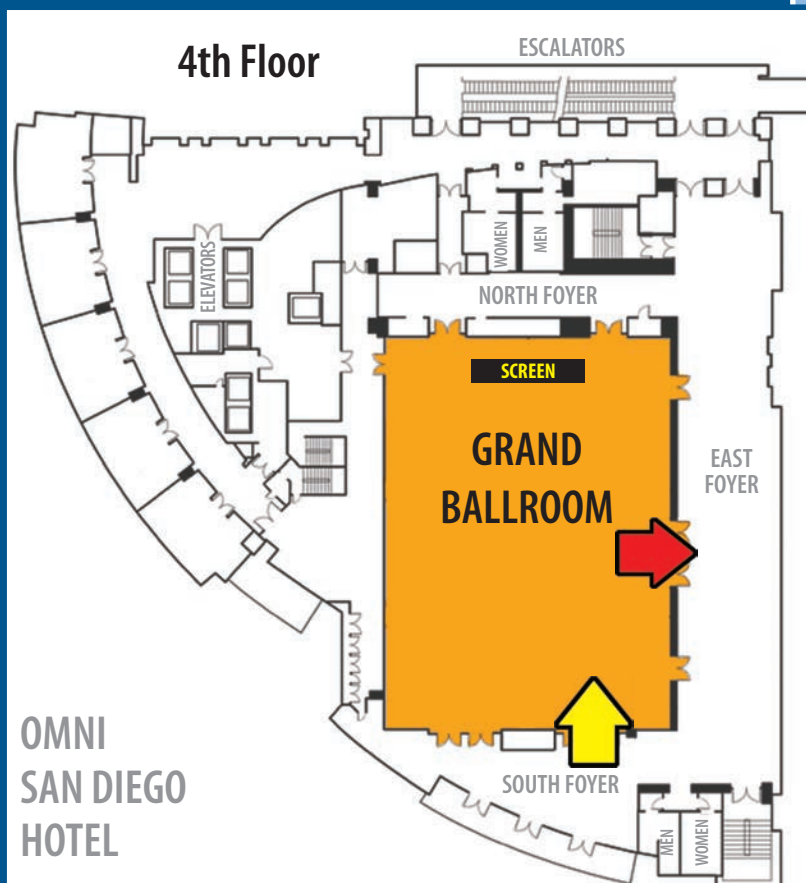 4th Floor
ESCALATORS
ELEVATORS
WOMEN
MEN
NORTH FOYER
SCREEN
GRAND
BALLROOM
EAST
FOYER
OMNI
SAN DIEGO
HOTEL
SOUTH FOYER
MEN
WOMEN